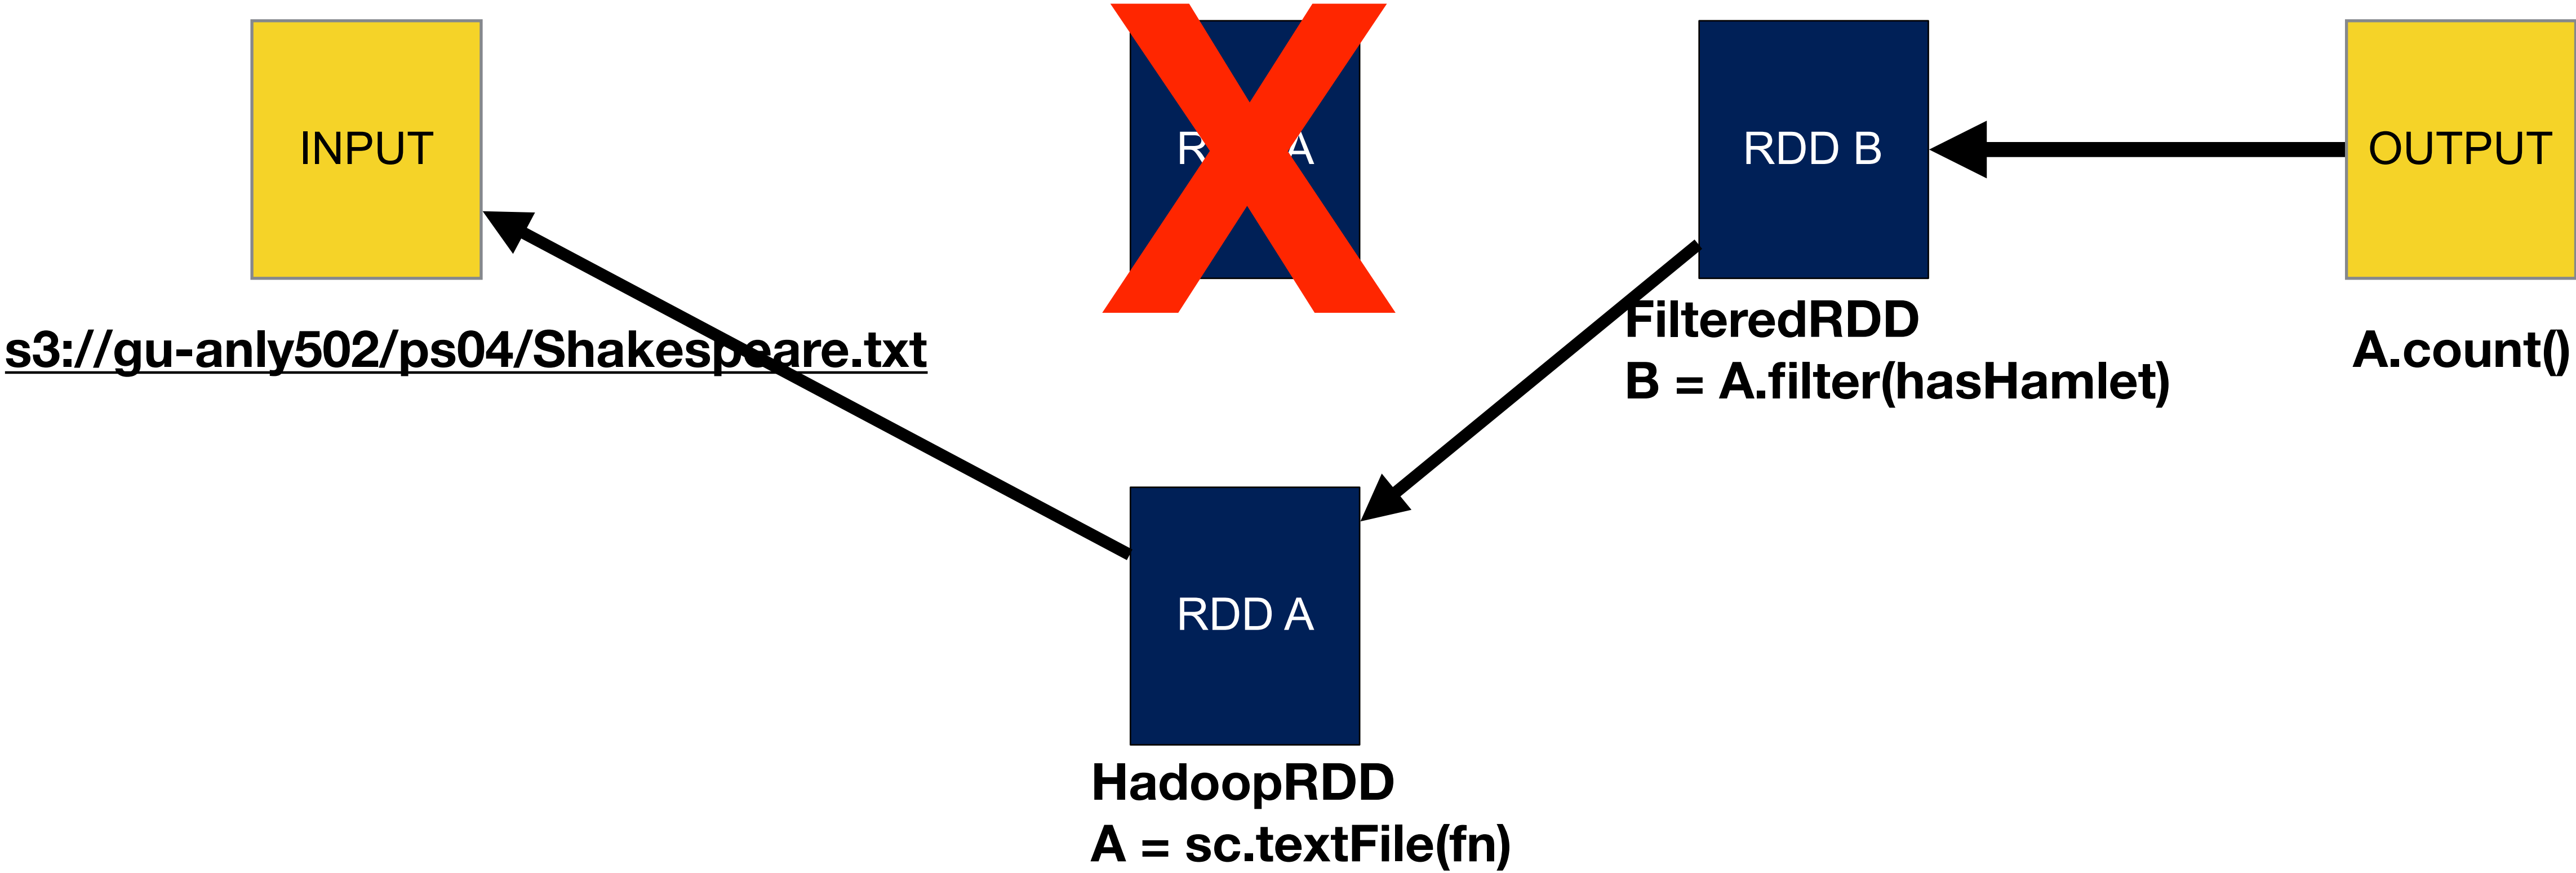 INPUT
RDD B
OUTPUT
s3://gu-anly502/ps04/Shakespeare.txt
FilteredRDD
B = A.filter(hasHamlet)
A.count()
RDD A
HadoopRDD
A = sc.textFile(fn)